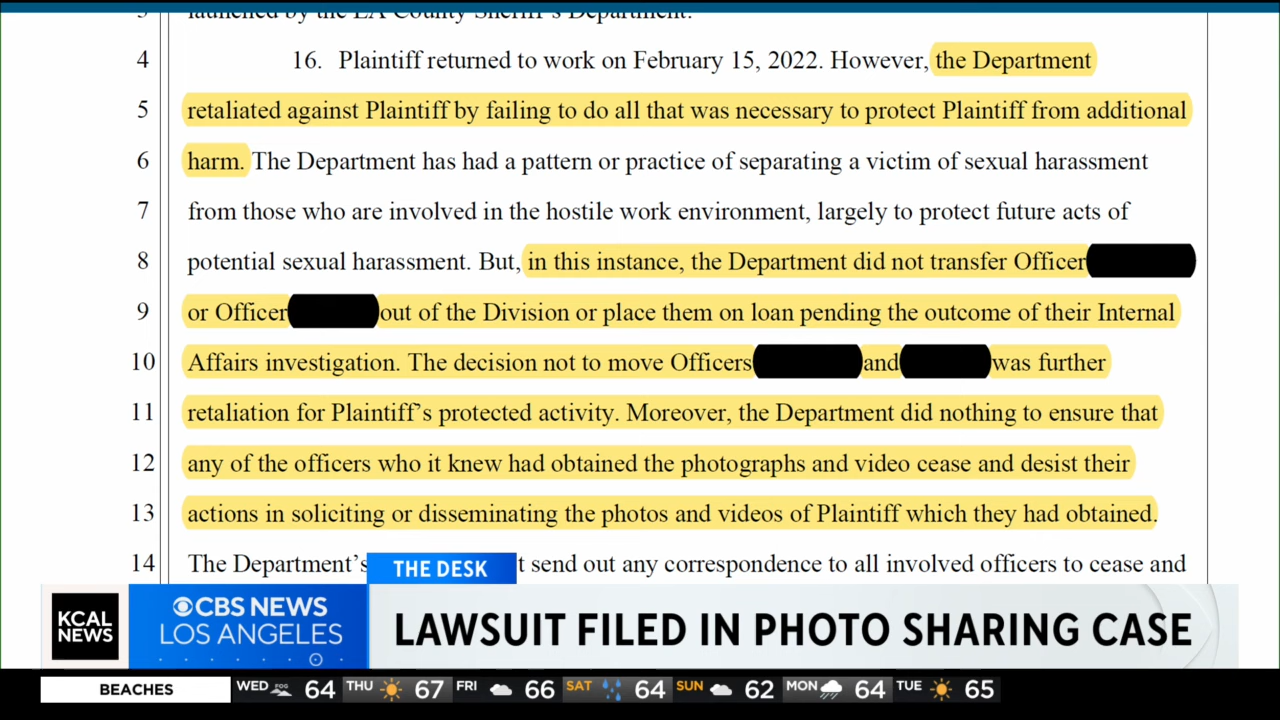 3 launched by the LA County Sheriff's Department.
4 16. Plaintiff returned to work on February 15, 2022. However, the Department
5 retaliated against Plaintiff by failing to do all that was necessary to protect Plaintiff from additional
6 harm. The Department has had a pattern or practice of separating a victim of sexual harassment
7 from those who are involved in the hostile work environment, largely to protect future acts of
8 potential sexual harassment. But, in this instance, the Department did not transfer Officer
9 or Officer out of the Division or place them on loan pending the outcome of their Internal
10 Affairs investigation. The decision not to move Officers and was further
11 retaliation for Plaintiff's protected activity. Moreover, the Department did nothing to ensure that
12 any of the officers who it knew had obtained the photographs and video cease and desist their
13 actions in soliciting or disseminating the photos and videos of Plaintiff which they had obtained.
14 The Department's t send out any correspondence to all involved officers to cease and
THE DESK
KCAL NEWS
CBS NEWS
LOS ANGELES
LAWSUIT FILED IN PHOTO SHARING CASE
BEACHES WED FOG 64 THU 67 FRI 66 SAT 64 SUN 62 MON 64 TUE 65